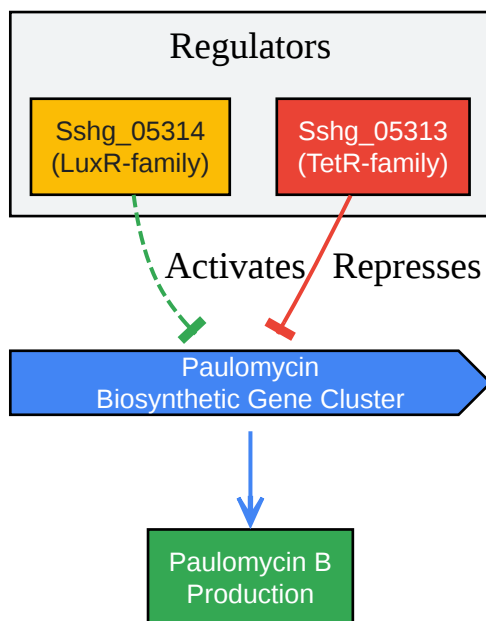 Regulators
Sshg_05314
(LuxR-family)
Sshg_05313
(TetR-family)
Activates
Represses
Paulomycin
Biosynthetic Gene Cluster
Paulomycin B
Production